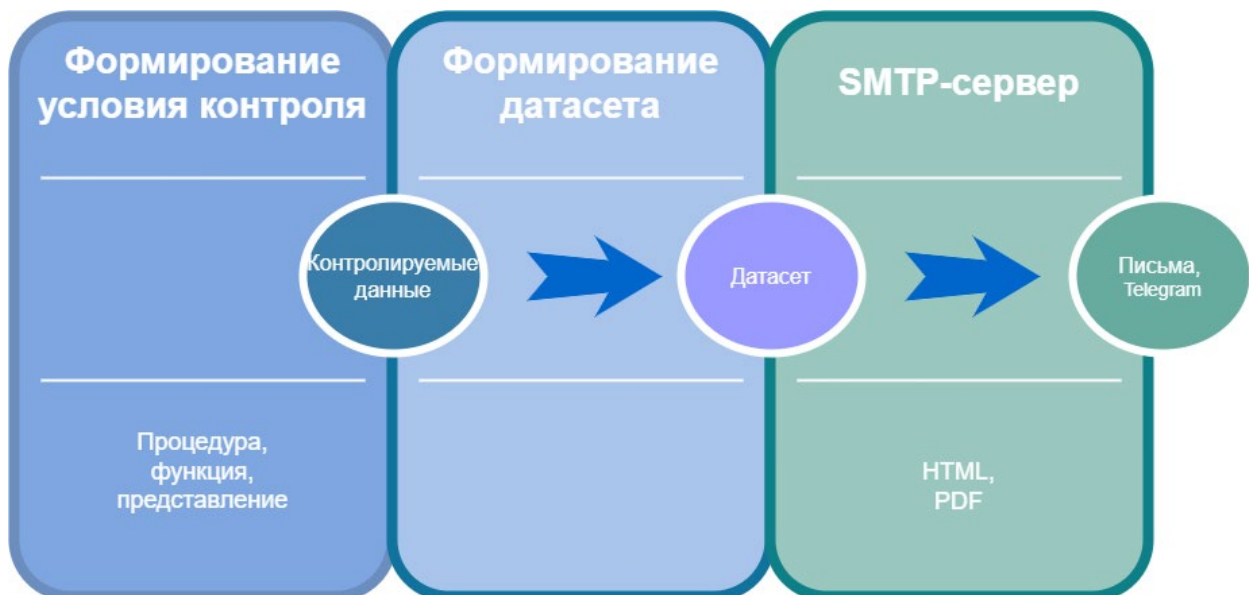 Формирование
условия контроля
Формирование
датасета
SMTP-сервер
Контролируемые
данные
Датасет
Письма,
Telegram
Процедура,
функция,
представление
HTML,
PDF